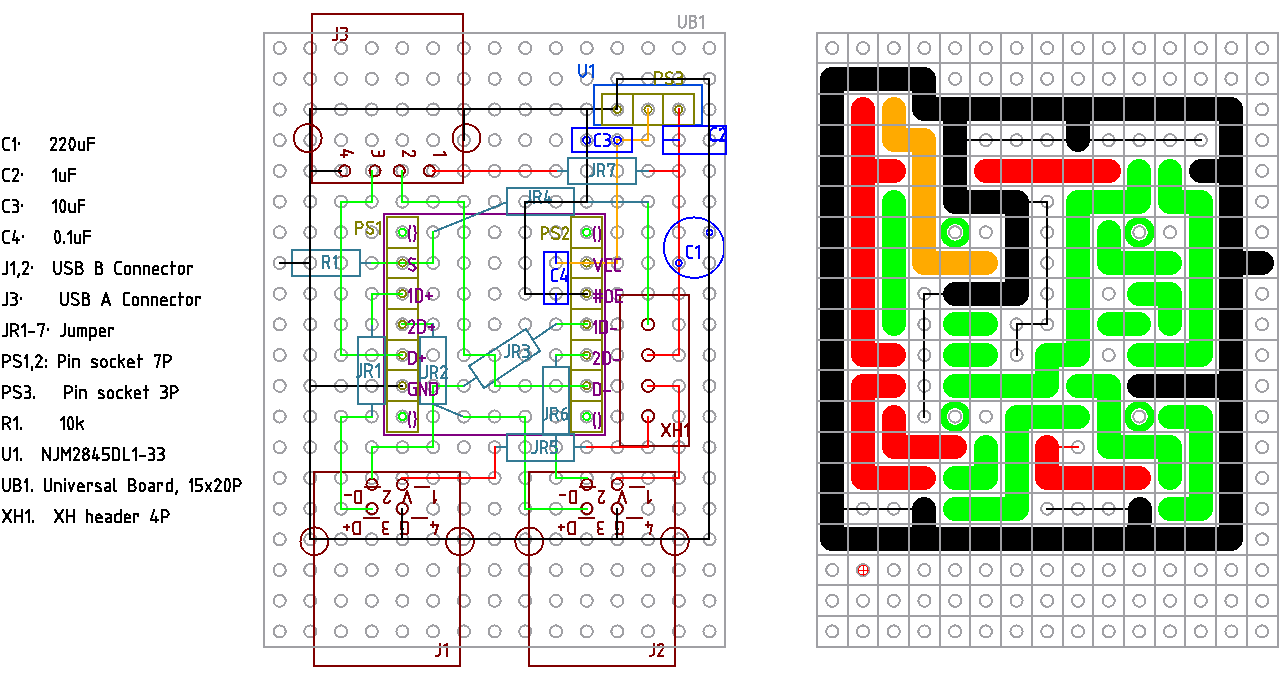 UB1
J3
U1
PS3
C1: 220uF
C2: 1uF
C3: 10uF
C4: 0.1uF
J1,2: USB B Connector
J3: USB A Connector
JR1-7: Jumper
PS1,2: Pin socket 7P
PS3. Pin socket 3P
R1. 10k
U1. NJM2845DL1-33
UB1. Universal Board, 15x20P
XH1. XH header 4P
C3
C2
4 3 2 1
JR7
JR4
PS1
PS2
()
()
R1
S
VCC
C4
C1
1D+
#OE
2D+
1D-
JR1
D+
JR2
JR3
2D-
GND
D-
()
JR6
()
XH1
JR5
D- 2 V 1
D- 2 V 1
D+ 3 4
D+ 3 4
J1
J2